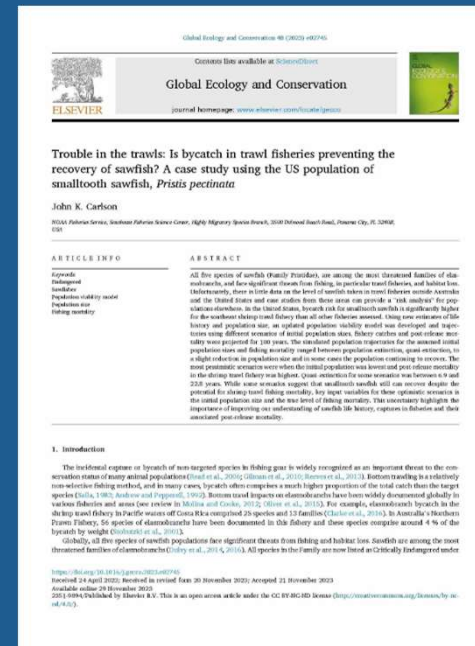 Global Ecology and Conservation 48 (2023) e02745
Contents lists available at ScienceDirect
Global Ecology and Conservation
ELSEVIER
journal homepage: www.elsevier.com/locate/gecco
Trouble in the trawls: Is bycatch in trawl fisheries preventing the
recovery of sawfish? A case study using the US population of
smalltooth sawfish, Pristis pectinata
John K. Carlson
NOAA Fisheries Service, Southeast Fisheries Science Center, Highly Migratory Species Branch, 3500 Delwood Beach Road, Panama City, FL 32408,
USA
ARTICLE INFO
Keywords:
Endangered
Sawfishes
Population viability model
Population size
Fishing mortality
ABSTRACT
All five species of sawfish (Family Pristidae), are among the most threatened families of elas-
mobranchs, and face significant threats from fishing, in particular trawl fisheries, and habitat loss.
Unfortunately, there is little data on the level of sawfish taken in trawl fisheries outside Australia
and the United States and case studies from these areas can provide a "risk analysis" for pop-
ulations elsewhere. In the United States, bycatch risk for smalltooth sawfish is significantly higher
for the southeast shrimp trawl fishery than all other fisheries assessed. Using new estimates of life
history and population size, an updated population viability model was developed and trajec-
tories using different scenarios of initial population sizes, fishery catches and post-release mor-
tality were projected for 100 years. The simulated population trajectories for the assumed initial
population sizes and fishing mortality ranged between population extinction, quasi-extinction, to
a slight reduction in population size and in some cases the population continuing to recover. The
most pessimistic scenarios were when the initial population was lowest and post-release mortality
in the shrimp trawl fishery was highest. Quasi-extinction for some scenarios was between 6.9 and
22.8 years. While some scenarios suggest that smalltooth sawfish still can recover despite the
potential for shrimp trawl fishing mortality, key input variables for these optimistic scenarios is
the initial population size and the true level of fishing mortality. This uncertainty highlights the
importance of improving our understanding of sawfish life history, captures in fisheries and their
associated post-release mortality.
1. Introduction
The incidental capture or bycatch of non-targeted species in fishing gear is widely recognized as an important threat to the con-
servation status of many animal populations (Read et al., 2006; Gilman et al., 2010; Reeves et al., 2013). Bottom trawling is a relatively
non-selective fishing method, and in many cases, bycatch often comprises a much higher proportion of the total catch than the target
species (Saila, 1983; Andrew and Pepperell, 1992). Bottom trawl impacts on elasmobranchs have been widely documented globally in
various fisheries and areas (see review in Molina and Cooke, 2012; Oliver et al., 2015). For example, elasmobranch bycatch in the
shrimp trawl fishery in Pacific waters off Costa Rica comprised 25 species and 13 families (Clarke et al., 2016). In Australia's Northern
Prawn Fishery, 56 species of elasmobranchs have been documented in this fishery and these species comprise around 4 % of the
bycatch by weight (Stobutzki et al., 2002).
Globally, all five species of sawfish populations face significant threats from fishing and habitat loss. Sawfish are among the most
threatened families of elasmobranchs (Dulvy et al., 2014, 2016). All species in the Family are now listed as Critically Endangered under
https://doi.org/10.1016/j.gecco.2023.e02745
Received 24 April 2023; Received in revised form 20 November 2023; Accepted 21 November 2023
Available online 29 November 2023
2351-9894/Published by Elsevier B.V. This is an open access article under the CC BY-NC-ND license (http://creativecommons.org/licenses/by-nc-
nd/4.0/).